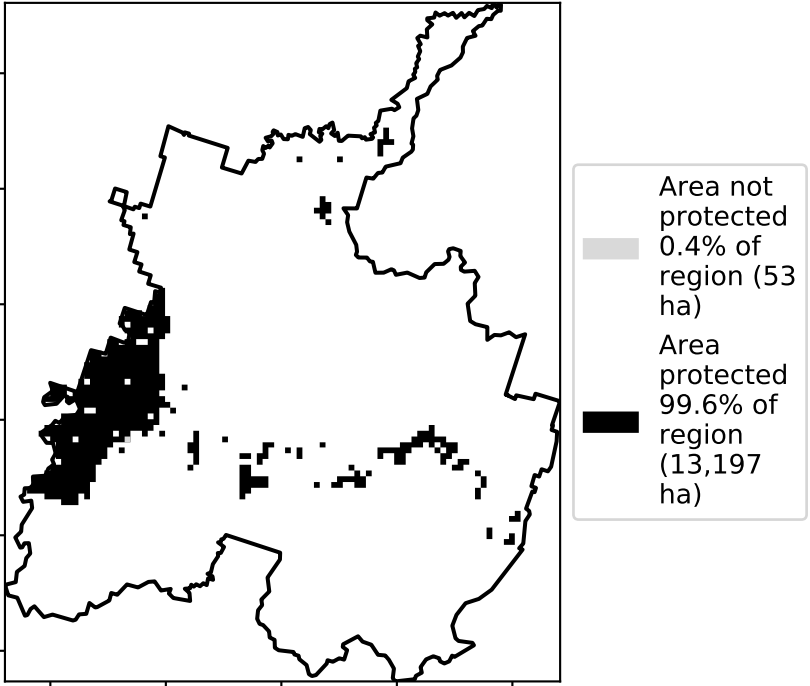 Area not
protected
0.4% of
region (53
ha)
Area
protected
99.6% of
region
(13,197
ha)